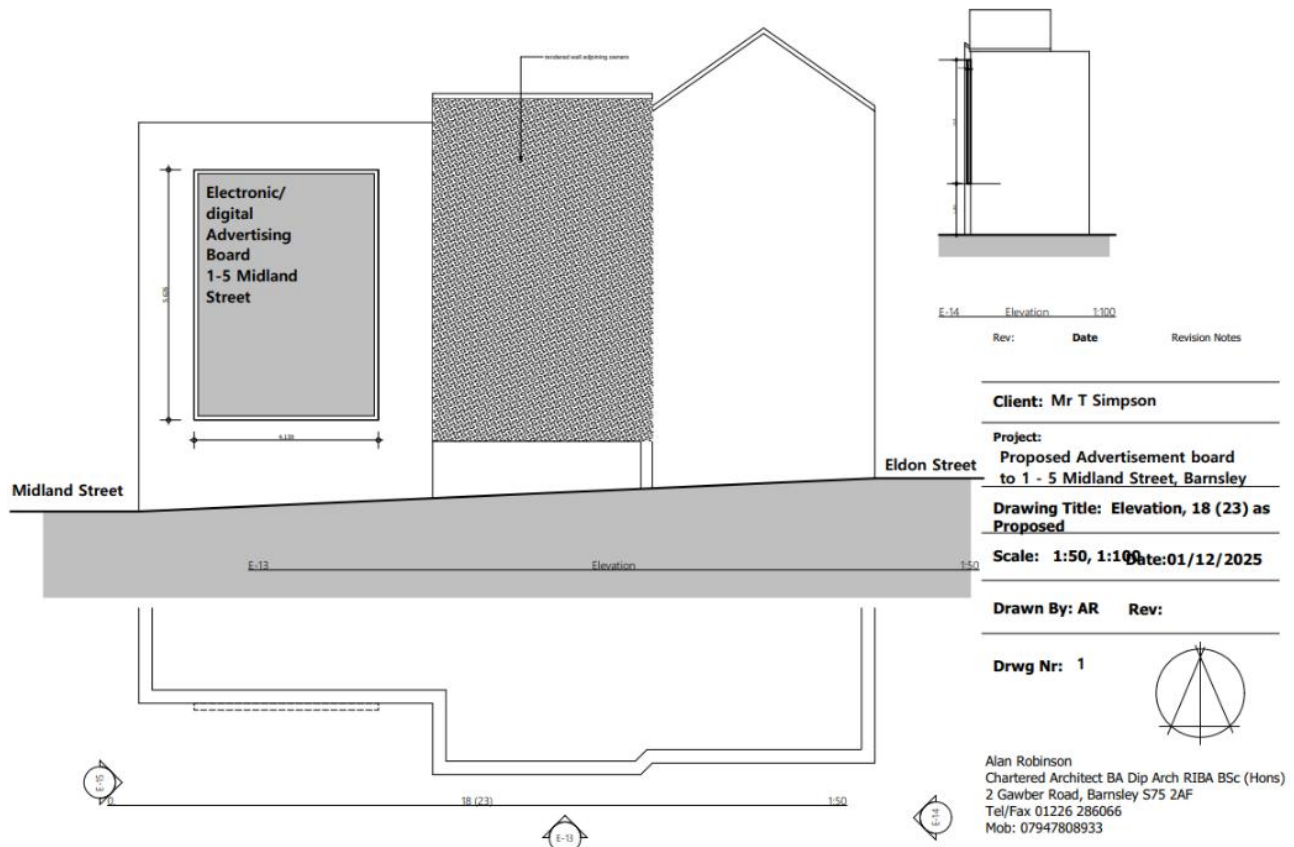 rendered wall adjoining owners
Electronic/
digital
Advertising
Board
1-5 Midland
Street
Midland Street
Eldon Street
E-13 Elevation 1:50
E-14 Elevation 1:100
Rev: Date Revision Notes
Client: Mr T Simpson
Project:
Proposed Advertisement board
to 1 - 5 Midland Street, Barnsley
Drawing Title: Elevation, 18 (23) as
Proposed
Scale: 1:50, 1:100 Date:01/12/2025
Drawn By: AR Rev:
Drwg Nr: 1
E-15
0 18 (23) 1:50
E-13
E-14
Alan Robinson
Chartered Architect BA Dip Arch RIBA BSc (Hons)
2 Gawber Road, Barnsley S75 2AF
Tel/Fax 01226 286066
Mob: 07947808933